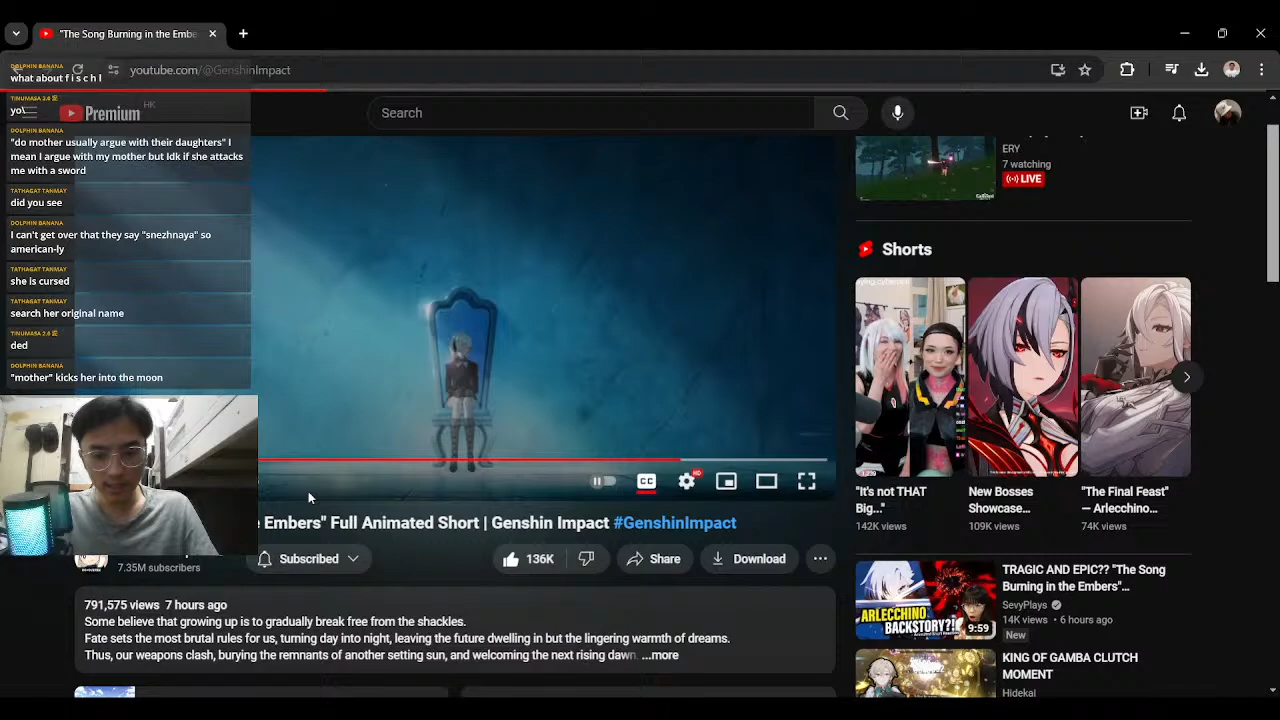 "The Song Burning in the Embe
youtube.com/@GenshinImpact
DOLPHIN BANANA
what about f i s c h l
TINUMASA 2.0
yo\
DOLPHIN BANANA
"do mother usually argue with their daughters" I
mean I argue with my mother but Idk if she attacks
me with a sword
TATHAGAT TANMAY
did you see
DOLPHIN BANANA
I can't get over that they say "snezhnaya" so
american-ly
TATHAGAT TANMAY
she is cursed
TATHAGAT TANMAY
search her original name
TINUMASA 2.0
ded
DOLPHIN BANANA
"mother" kicks her into the moon
Premium HK
Search
CC
HD
e Embers" Full Animated Short | Genshin Impact #GenshinImpact
7.35M subscribers
Subscribed
136K
Share
Download
791,575 views 7 hours ago
Some believe that growing up is to gradually break free from the shackles.
Fate sets the most brutal rules for us, turning day into night, leaving the future dwelling in but the lingering warmth of dreams.
Thus, our weapons clash, burying the remnants of another setting sun, and welcoming the next rising dawn. ...more
ERY
7 watching
LIVE
Shorts
"It's not THAT
Big..."
142K views
New Bosses
Showcase...
109K views
"The Final Feast"
— Arlecchino...
74K views
ARLECCHINO
BACKSTORY?!
9:59
TRAGIC AND EPIC?? "The Song
Burning in the Embers"...
SevyPlays
14K views • 6 hours ago
New
KING OF GAMBA CLUTCH
MOMENT
Hidekai